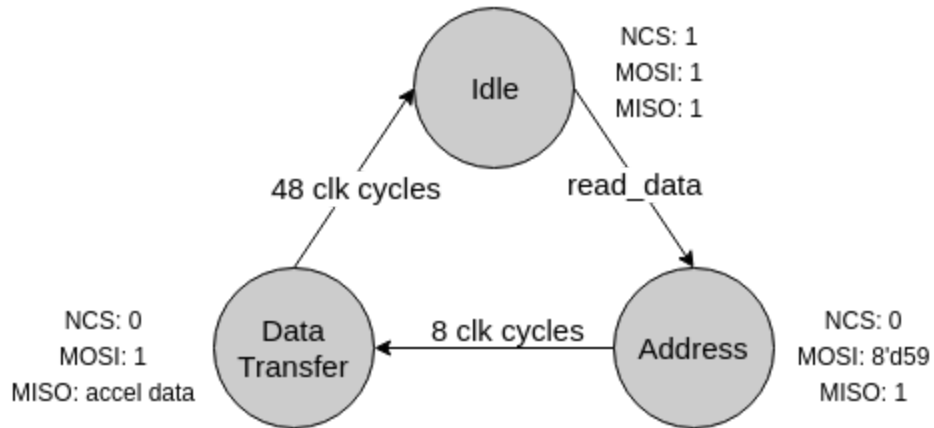 Idle
NCS: 1
MOSI: 1
MISO: 1
48 clk cycles
read_data
Data
Transfer
NCS: 0
MOSI: 1
MISO: accel data
8 clk cycles
Address
NCS: 0
MOSI: 8'd59
MISO: 1